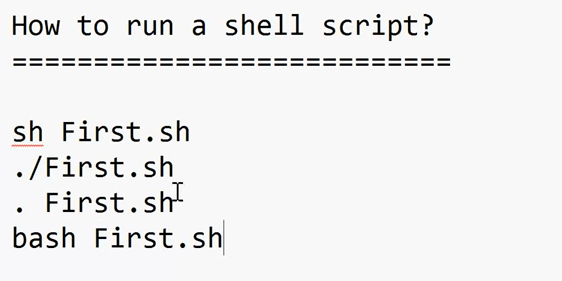 How to run a shell script?
===========================
sh First.sh
./First.sh
. First.sh
bash First.sh